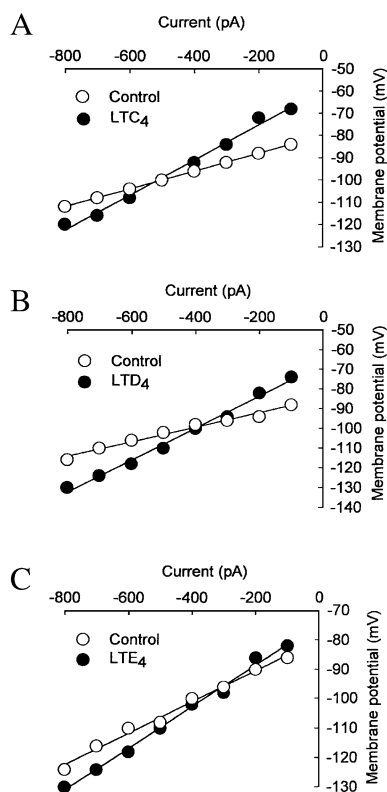 A
Current (pA)
-800 -600 -400 -200 0
Control
LTC4
-50
-60
-70
-80
-90
-100
-110
-120
-130
Membrane potential (mV)
B
Current (pA)
-800 -600 -400 -200 0
Control
LTD4
-50
-60
-70
-80
-90
-100
-110
-120
-130
-140
Membrane potential (mV)
C
Current (pA)
-800 -600 -400 -200 0
Control
LTE4
-70
-80
-90
-100
-110
-120
-130
Membrane potential (mV)